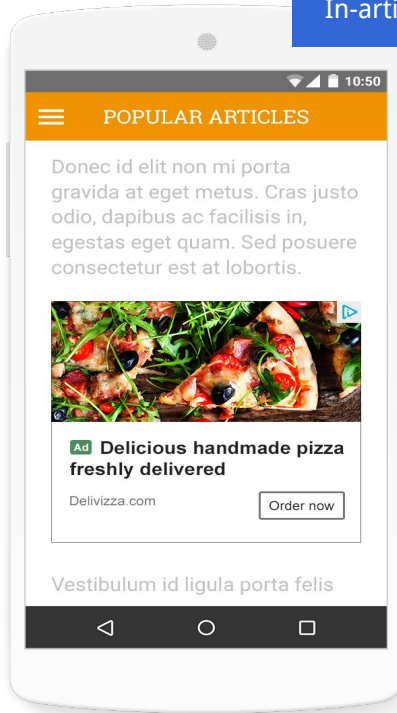 In-arti
10:50
POPULAR ARTICLES
Donec id elit non mi porta
gravida at eget metus. Cras justo
odio, dapibus ac facilisis in,
egestas eget quam. Sed posuere
consectetur est at lobortis.
Ad Delicious handmade pizza
freshly delivered
Delivizza.com
Order now
Vestibulum id ligula porta felis